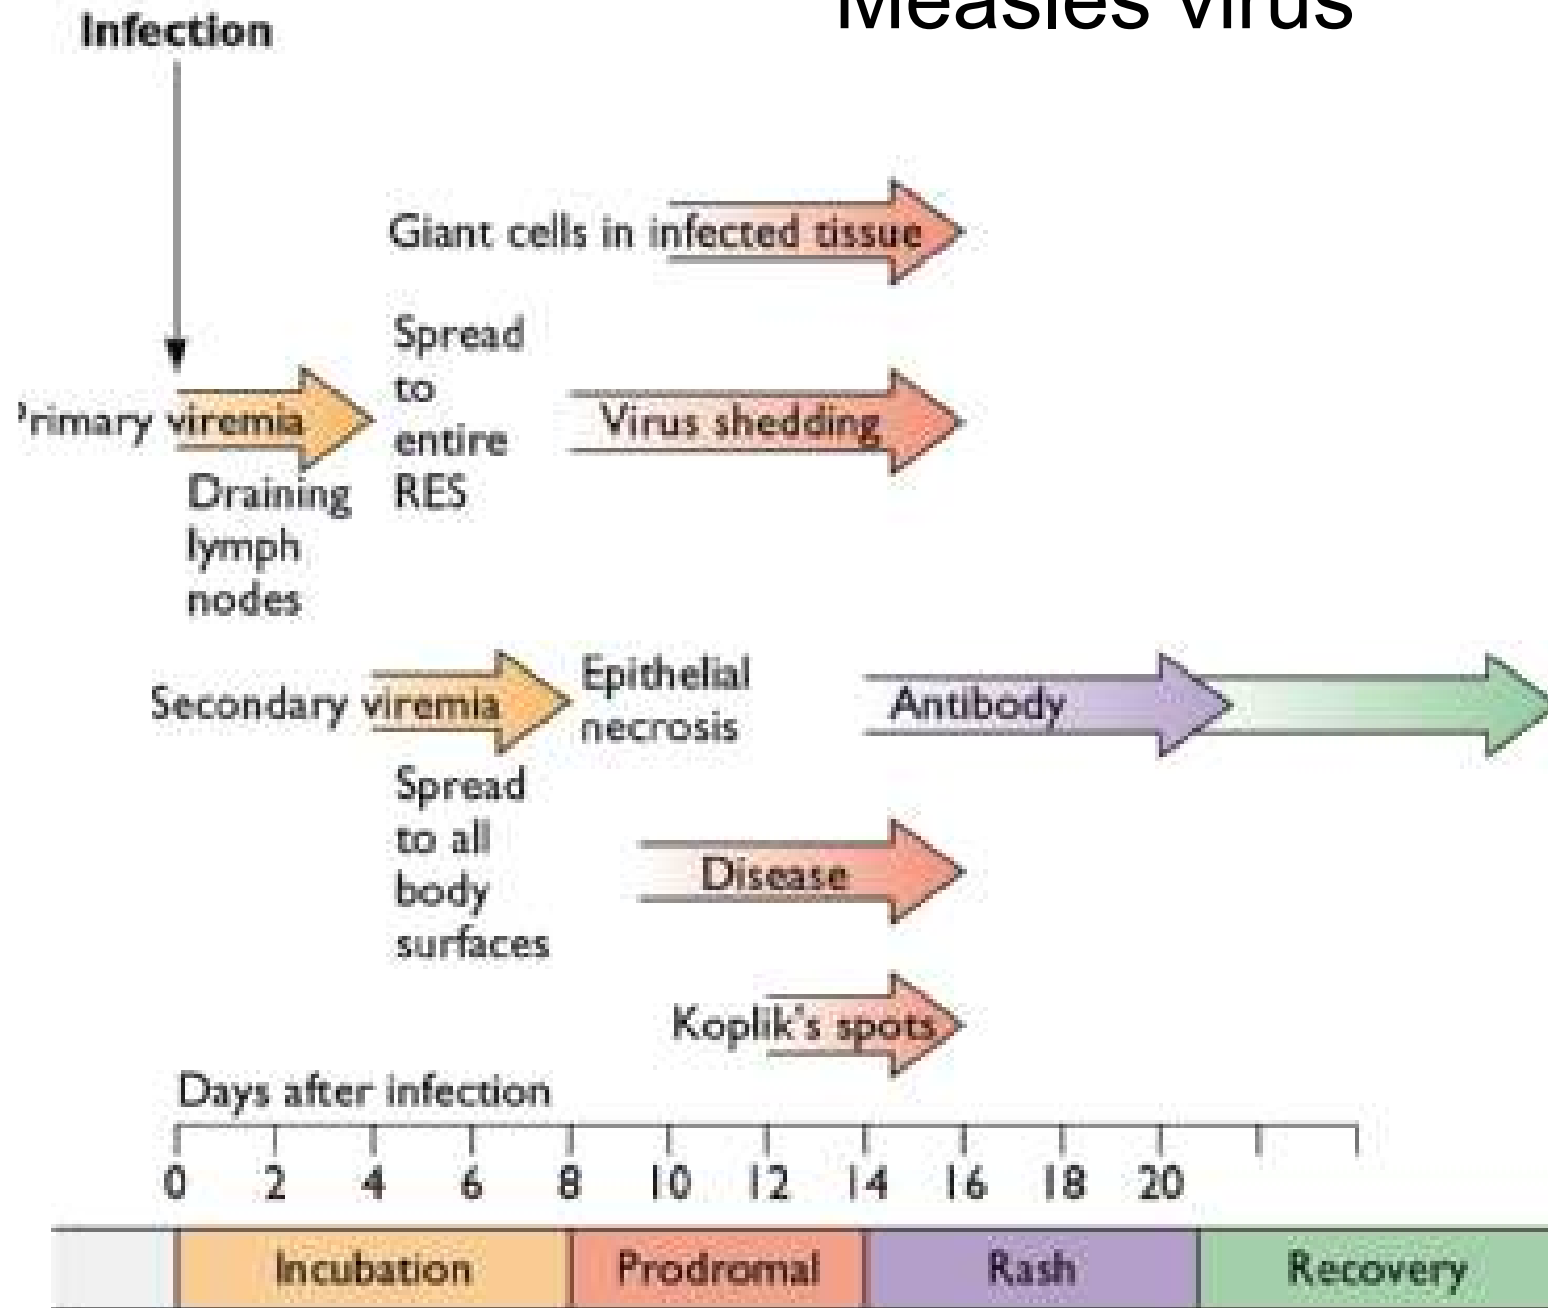 Measles virus
Infection
Giant cells in infected tissue
Spread
to
entire
RES
Primary viremia
Virus shedding
Draining
lymph
nodes
Secondary viremia
Epithelial
necrosis
Antibody
Spread
to all
body
surfaces
Disease
Koplik's spots
Days after infection
0 2 4 6 8 10 12 14 16 18 20
Incubation Prodromal Rash Recovery